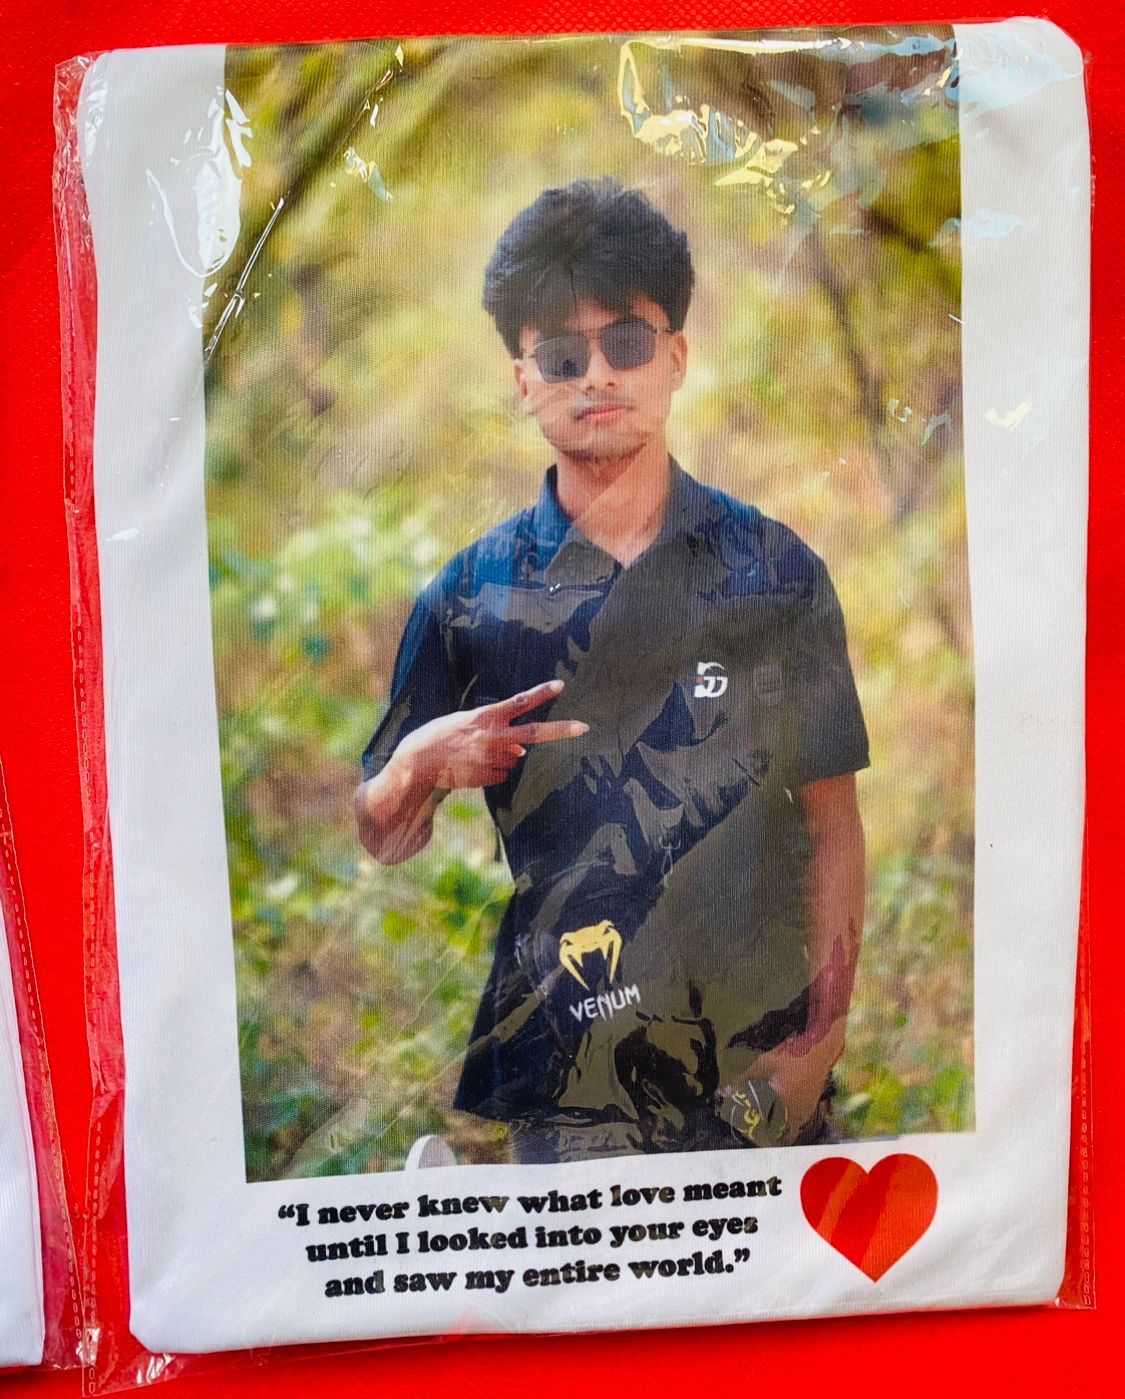 VENUM
“I never knew what love meant
until I looked into your eyes
and saw my entire world.”